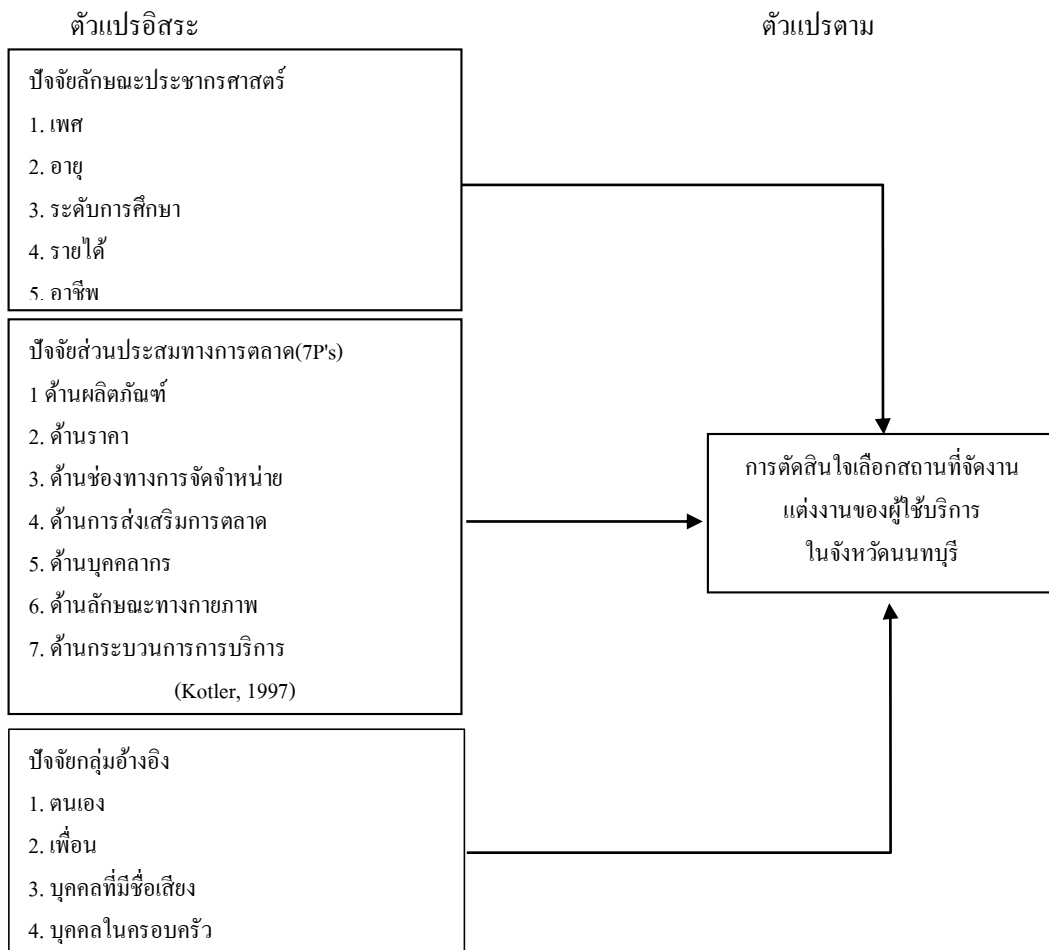 ตัวแปรอิสระ
ตัวแปรตาม
ปัจจัยลักษณะประชากรศาสตร์
1. เพศ
2. อายุ
3. ระดับการศึกษา
4. รายได้
5. อาชีพ
ปัจจัยส่วนประสมทางการตลาด(7P's)
1 ด้านผลิตภัณฑ์
2. ด้านราคา
3. ด้านช่องทางการจัดจำหน่าย
4. ด้านการส่งเสริมการตลาด
5. ด้านบุคคลากร
6. ด้านลักษณะทางกายภาพ
7. ด้านกระบวนการการบริการ
(Kotler, 1997)
การตัดสินใจเลือกสถานที่จัดงาน
แต่งงานของผู้ใช้บริการ
ในจังหวัดนนทบุรี
ปัจจัยกลุ่มอ้างอิง
1. ตนเอง
2. เพื่อน
3. บุคคลที่มีชื่อเสียง
4. บุคคลในครอบครัว